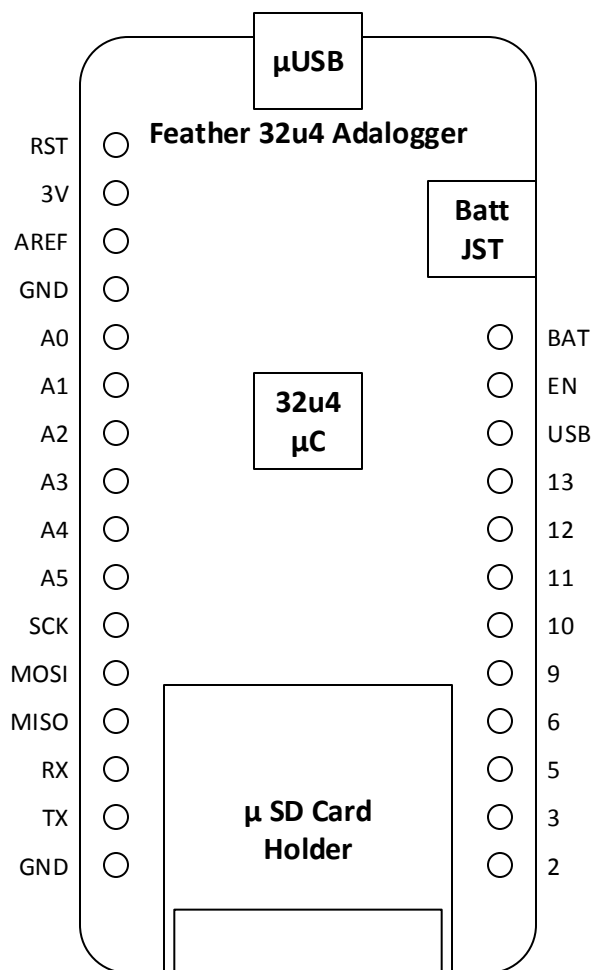 µUSB
Feather 32u4 Adalogger
RST
3V
AREF
GND
A0
A1
A2
A3
A4
A5
SCK
MOSI
MISO
RX
TX
GND
Batt
JST
32u4
µC
BAT
EN
USB
13
12
11
10
9
6
5
3
2
µ SD Card
Holder